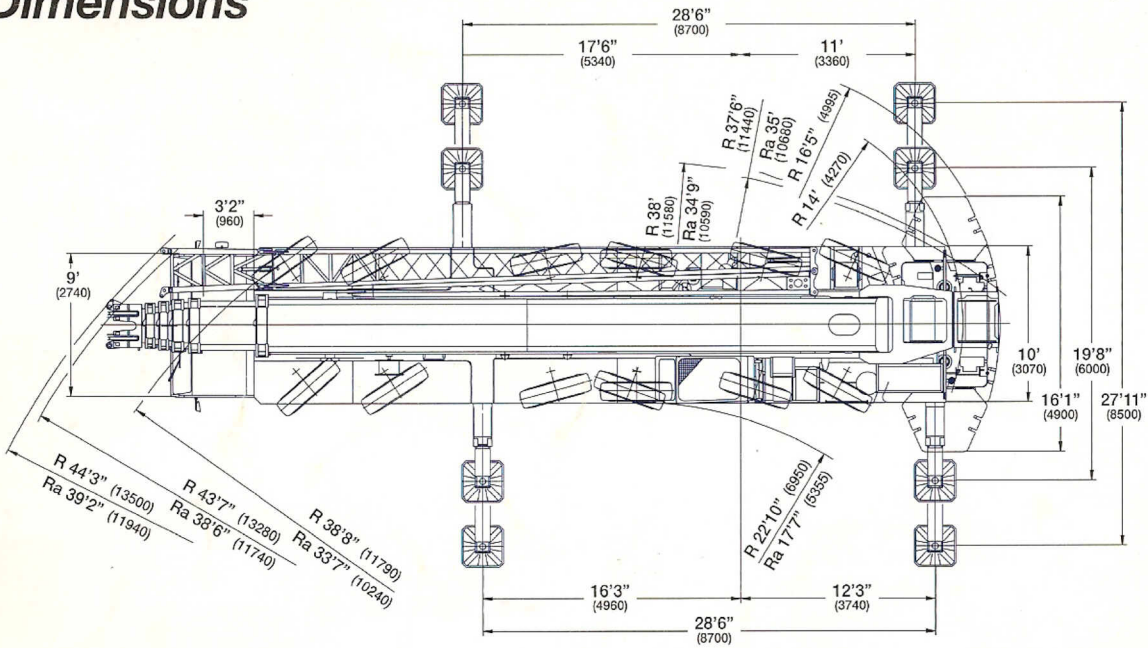 Dimensions
28'6"
(8700)
17'6"
(5340)
11'
(3360)
R 37'6"
(11440)
Ra 35'
(10680)
R 16'5" (4995)
R 14' (4270)
R 38'
(11580)
Ra 34'9"
(10590)
3'2"
(960)
9'
(2740)
10'
(3070)
16'1"
(4900)
19'8"
(6000)
27'11"
(8500)
R 44'3" (13500)
Ra 39'2" (11940)
R 43'7" (13280)
Ra 38'6" (11740)
R 38'8" (11790)
Ra 33'7" (10240)
R 22'10" (6950)
Ra 17'7" (5355)
16'3"
(4960)
12'3"
(3740)
28'6"
(8700)